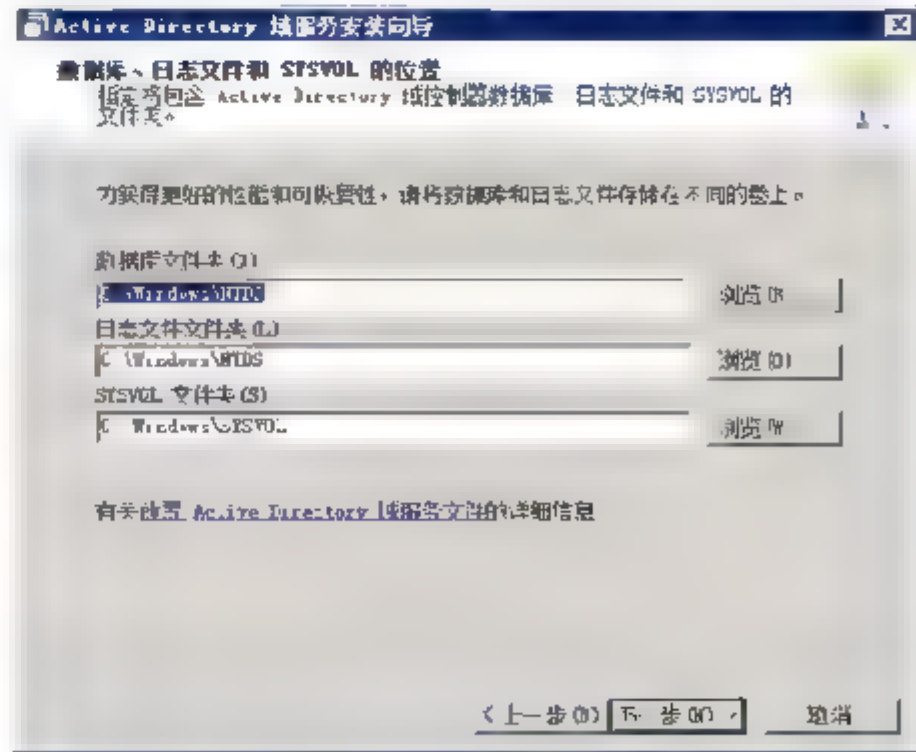 Active Directory 域服务安装向导
数据库、日志文件和 SYSVOL 的位置
指定将包含 Active Directory 域控制器数据库 日志文件和 SYSVOL 的
文件夹。
为获得更好的性能和可恢复性，请将数据库和日志文件存储在不同的卷上。
数据库文件夹
C:\Windows\NTDS
浏览
日志文件文件夹(L)
C:\Windows\NTDS
浏览(O)
SYSVOL 文件夹(S)
C:\Windows\SYSVOL
浏览
有关放置 Active Directory 域服务文件的详细信息
<上一步(B)
下一步(N) >
取消